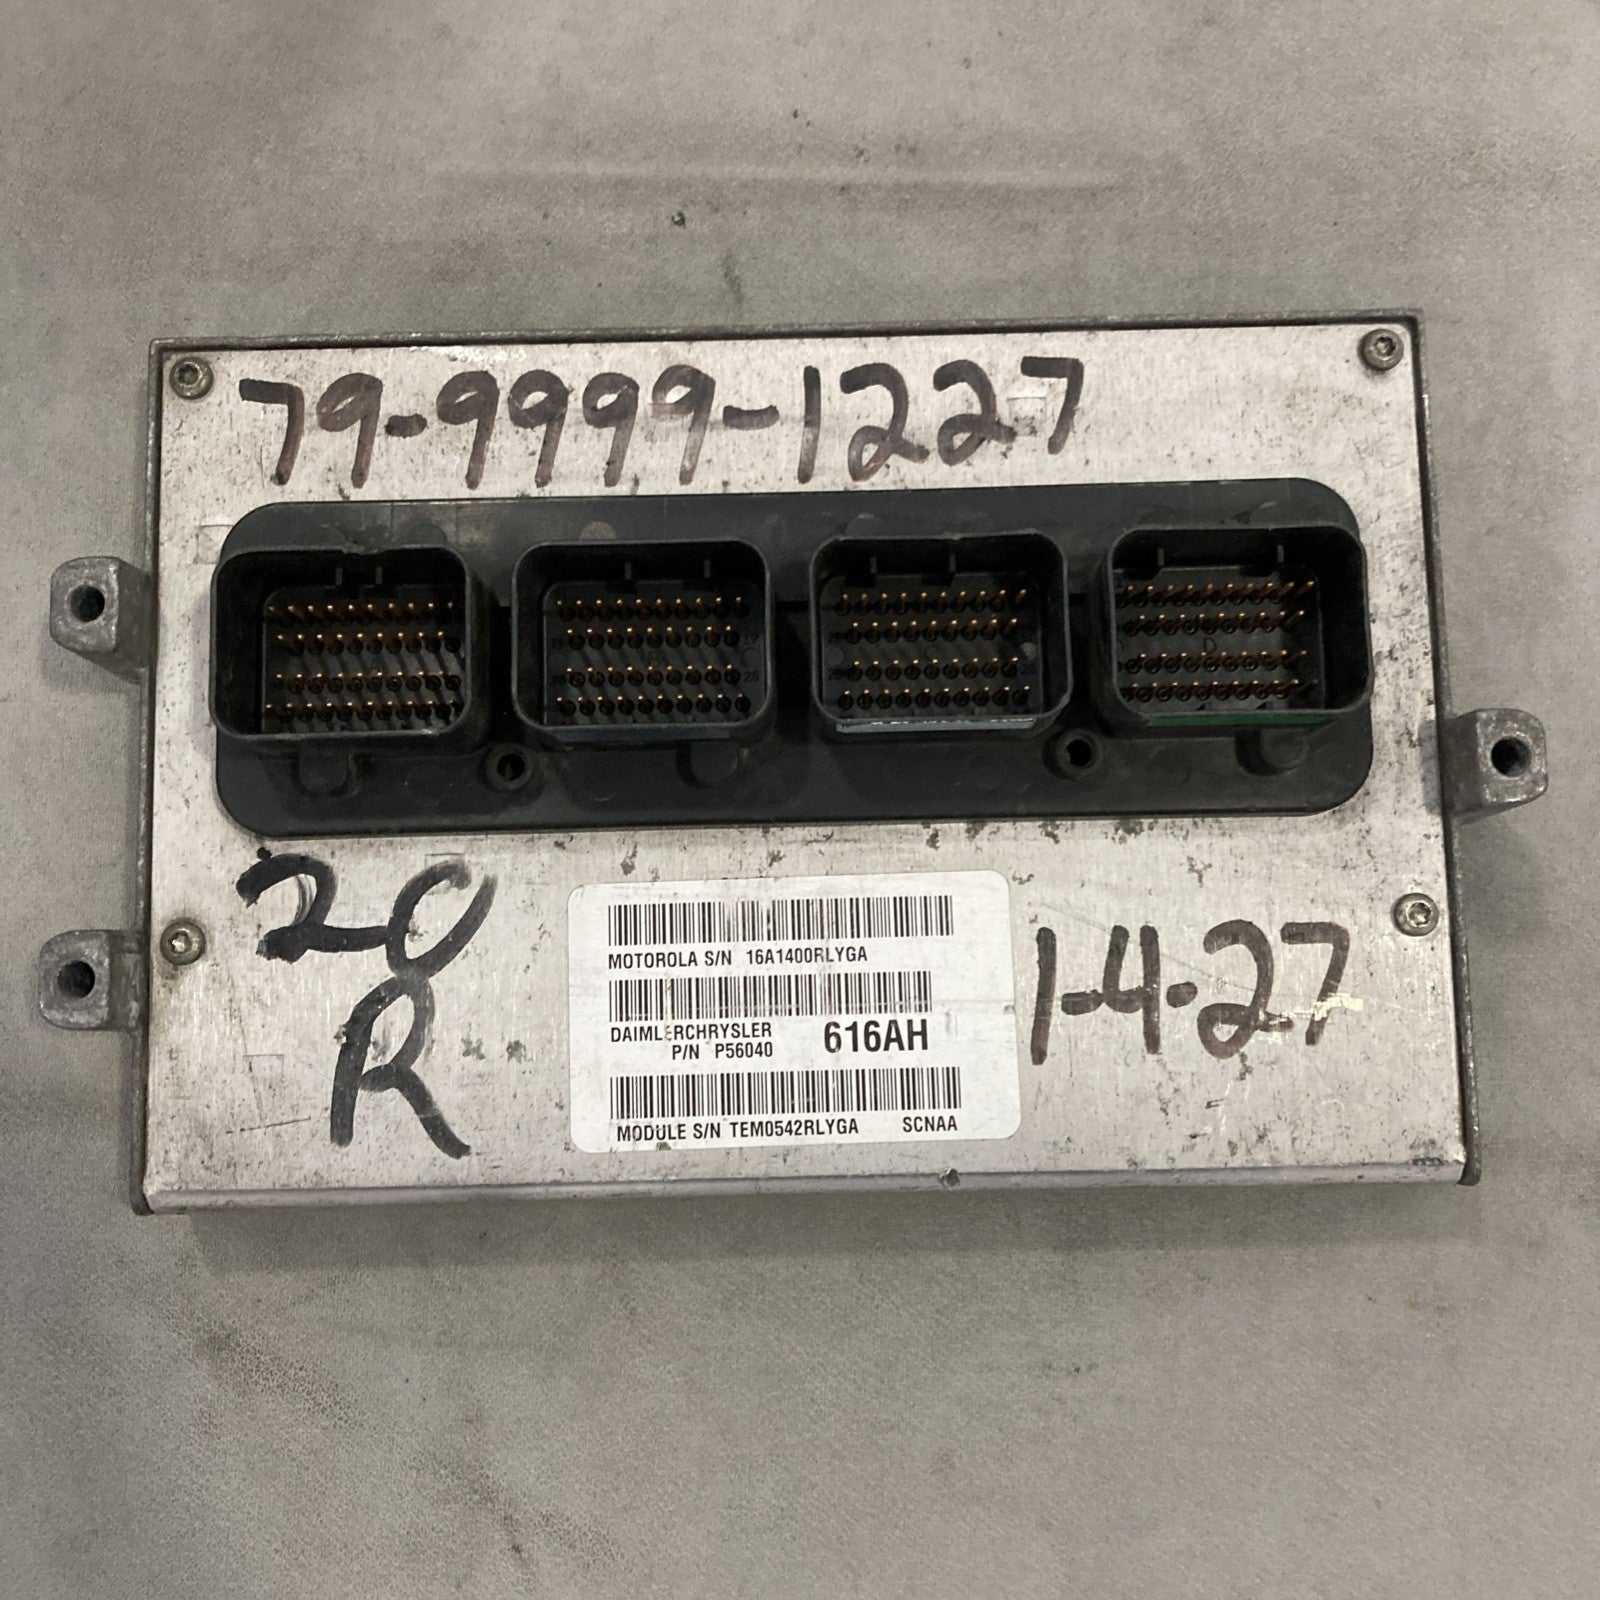 79-9999-1227
20
R
MOTOROLA S/N 16A1400RLYGA
DAIMLERCHRYSLER 616AH
P/N P56040
MODULE S/N TEM0542RLYGA SCNAA
1-4-27